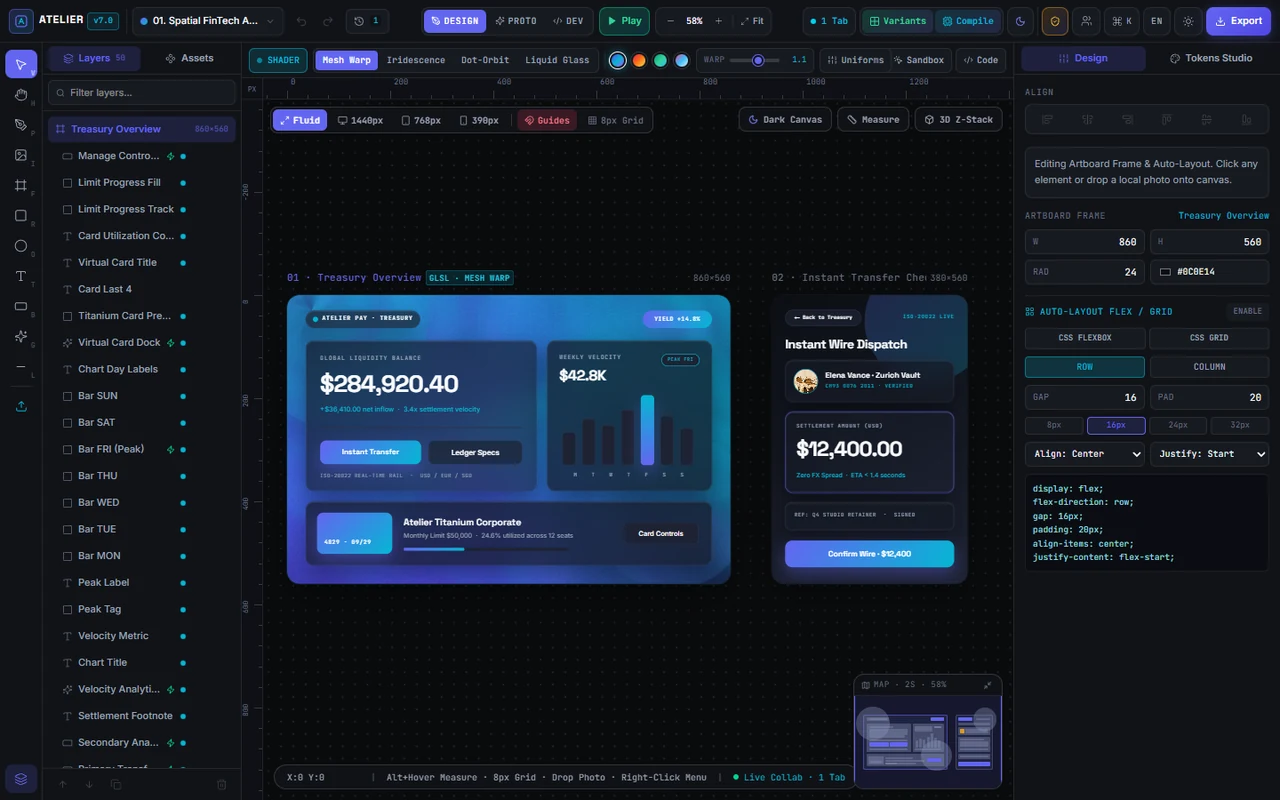 ATELIER v7.0
01. Spatial FinTech A...
1
DESIGN PROTO DEV
Play
58%
Fit
1 Tab
Variants Compile
⌘ K
EN
Export
Layers 50 Assets
Filter layers...
Treasury Overview 860×560
Manage Contro...
Limit Progress Fill
Limit Progress Track
Card Utilization Co...
Virtual Card Title
Card Last 4
Titanium Card Pre...
Virtual Card Dock
Chart Day Labels
Bar SUN
Bar SAT
Bar FRI (Peak)
Bar THU
Bar WED
Bar TUE
Bar MON
Peak Label
Peak Tag
Velocity Metric
Chart Title
Velocity Analyti...
Settlement Footnote
Secondary Ana...
SHADER
Mesh Warp Iridescence Dot-Orbit Liquid Glass
WARP 1.1
Uniforms Sandbox
Code
PX 0 200 400 600 800 1000 1200
-200
0
200
400
600
800
Fluid 1440px 768px 390px
Guides 8px Grid
Dark Canvas
Measure
3D Z-Stack
01 · Treasury Overview GLSL · MESH WARP 860×560
ATELIER PAY · TREASURY
YIELD +14.8%
GLOBAL LIQUIDITY BALANCE
$284,920.40
+$36,410.00 net inflow · 3.4x settlement velocity
Instant Transfer Ledger Specs
ISO-20022 REAL-TIME RAIL · USD / EUR / SGD
WEEKLY VELOCITY
PEAK FRI
$42.8K
M T W T F S S
4829 · 09/29
Atelier Titanium Corporate
Monthly Limit $50,000 · 24.6% utilized across 12 seats
Card Controls
02 · Instant Transfer Che 380×560
← Back to Treasury
ISO-20022 LIVE
Instant Wire Dispatch
Elena Vance · Zurich Vault
CH93 0076 2011 · VERIFIED
SETTLEMENT AMOUNT (USD)
$12,400.00
Zero FX Spread · ETA < 1.4 seconds
REF: Q4 STUDIO RETAINER · SIGNED
Confirm Wire · $12,400
MAP · 2S · 58%
X:0 Y:0 | Alt+Hover Measure · 8px Grid · Drop Photo · Right-Click Menu | Live Collab · 1 Tab
Design Tokens Studio
ALIGN
Editing Artboard Frame & Auto-Layout. Click any
element or drop a local photo onto canvas.
ARTBOARD FRAME Treasury Overview
W 860 H 560
RAD 24 #0C0E14
AUTO-LAYOUT FLEX / GRID ENABLE
CSS FLEXBOX CSS GRID
ROW COLUMN
GAP 16 PAD 20
8px 16px 24px 32px
Align: Center Justify: Start
display: flex;
flex-direction: row;
gap: 16px;
padding: 20px;
align-items: center;
justify-content: flex-start;